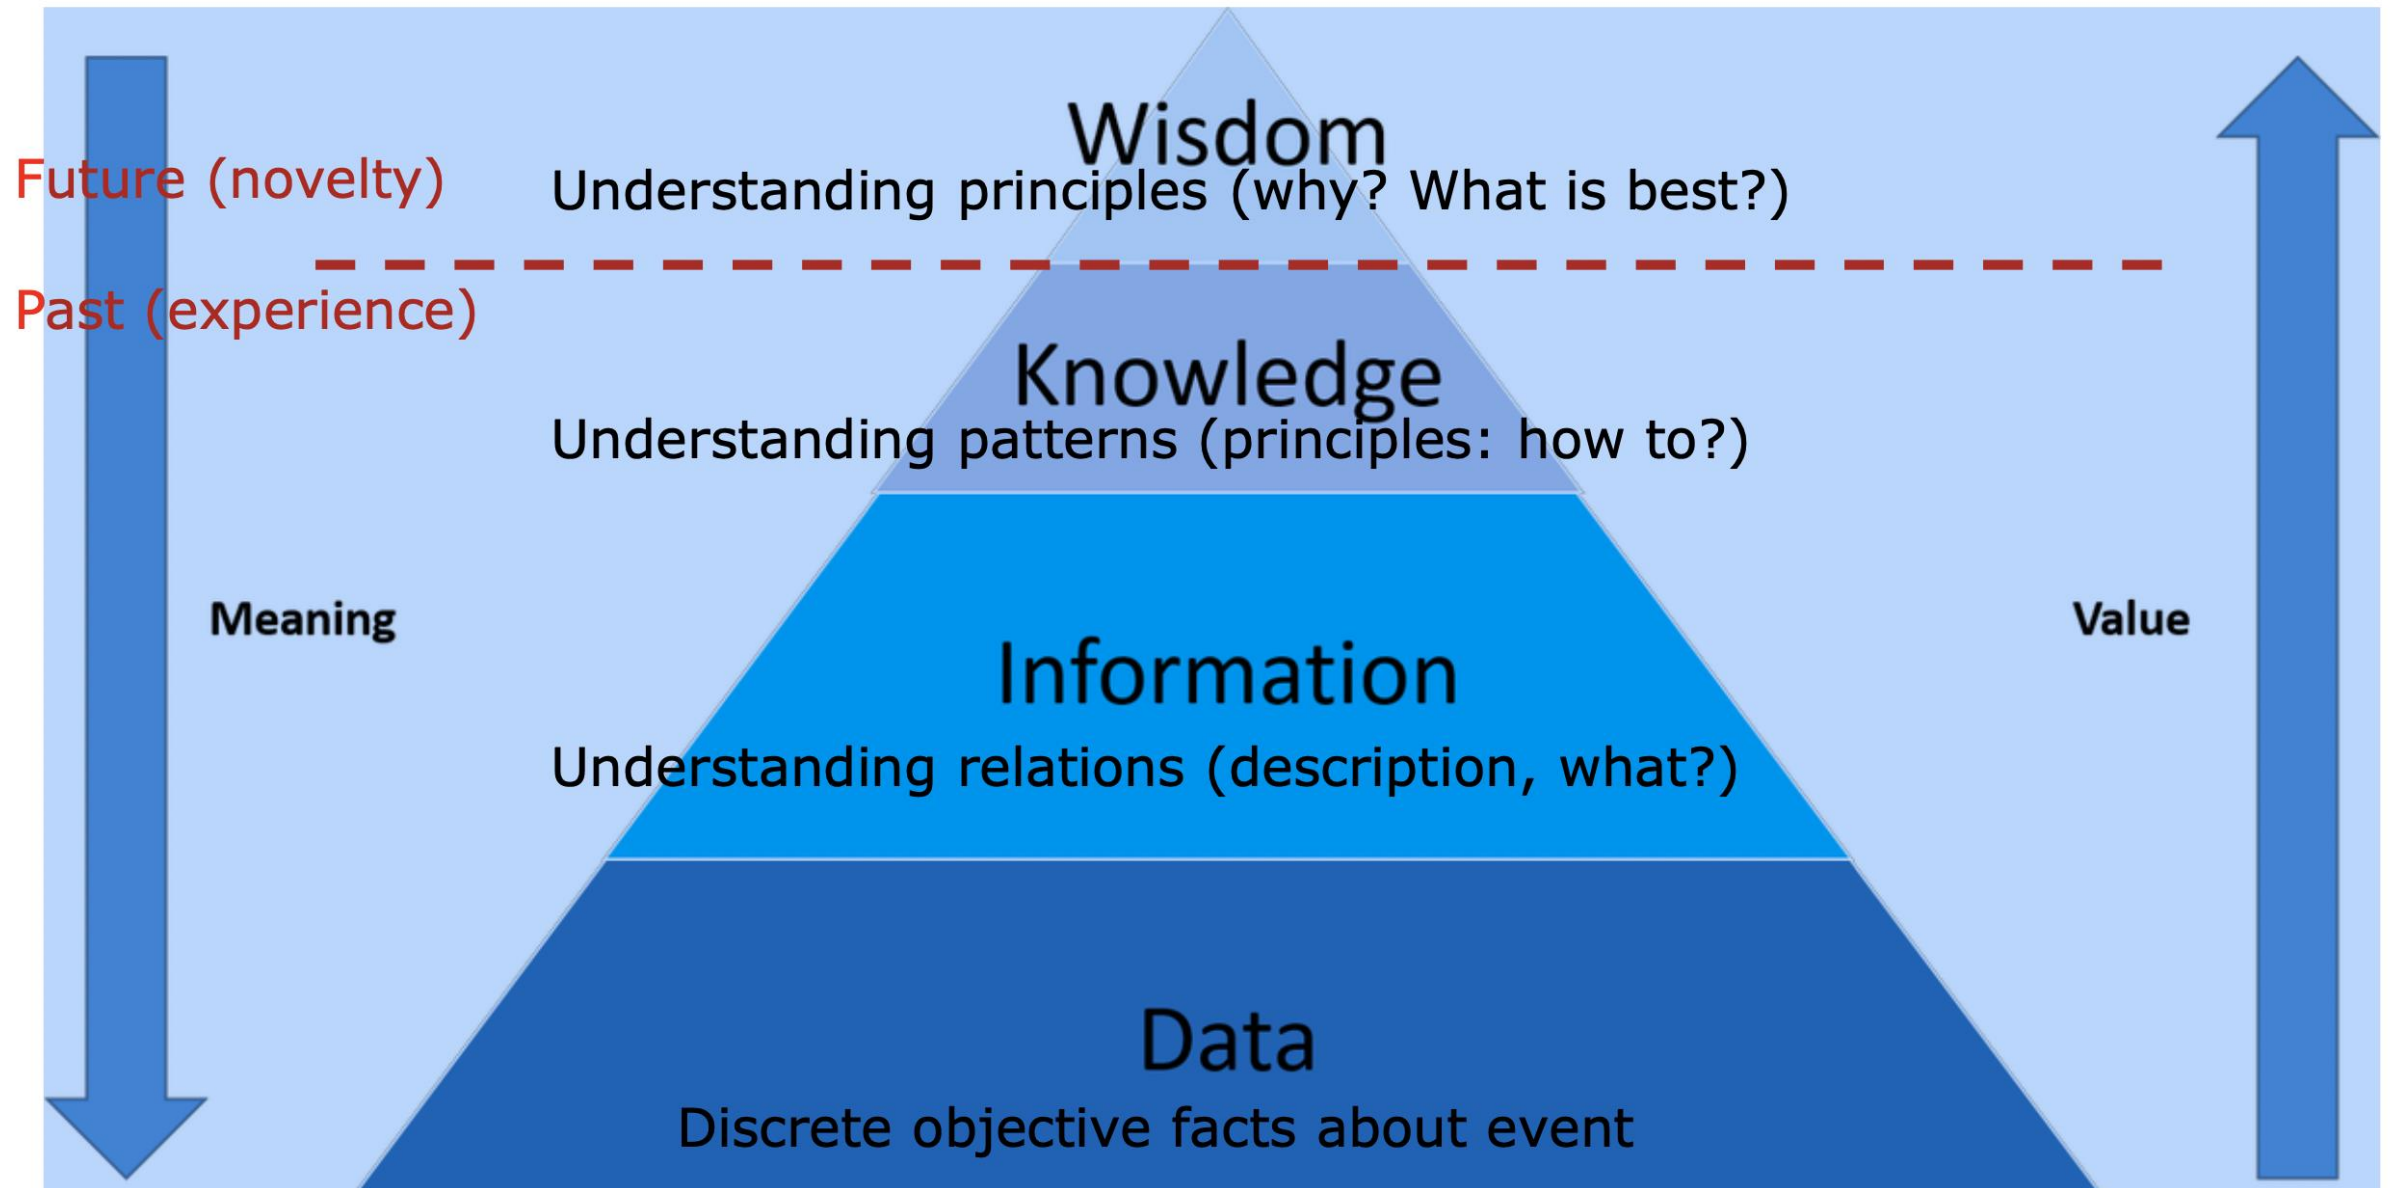 Wisdom
Future (novelty)
Understanding principles (why? What is best?)
Past (experience)
Knowledge
Understanding patterns (principles: how to?)
Meaning
Value
Information
Understanding relations (description, what?)
Data
Discrete objective facts about event